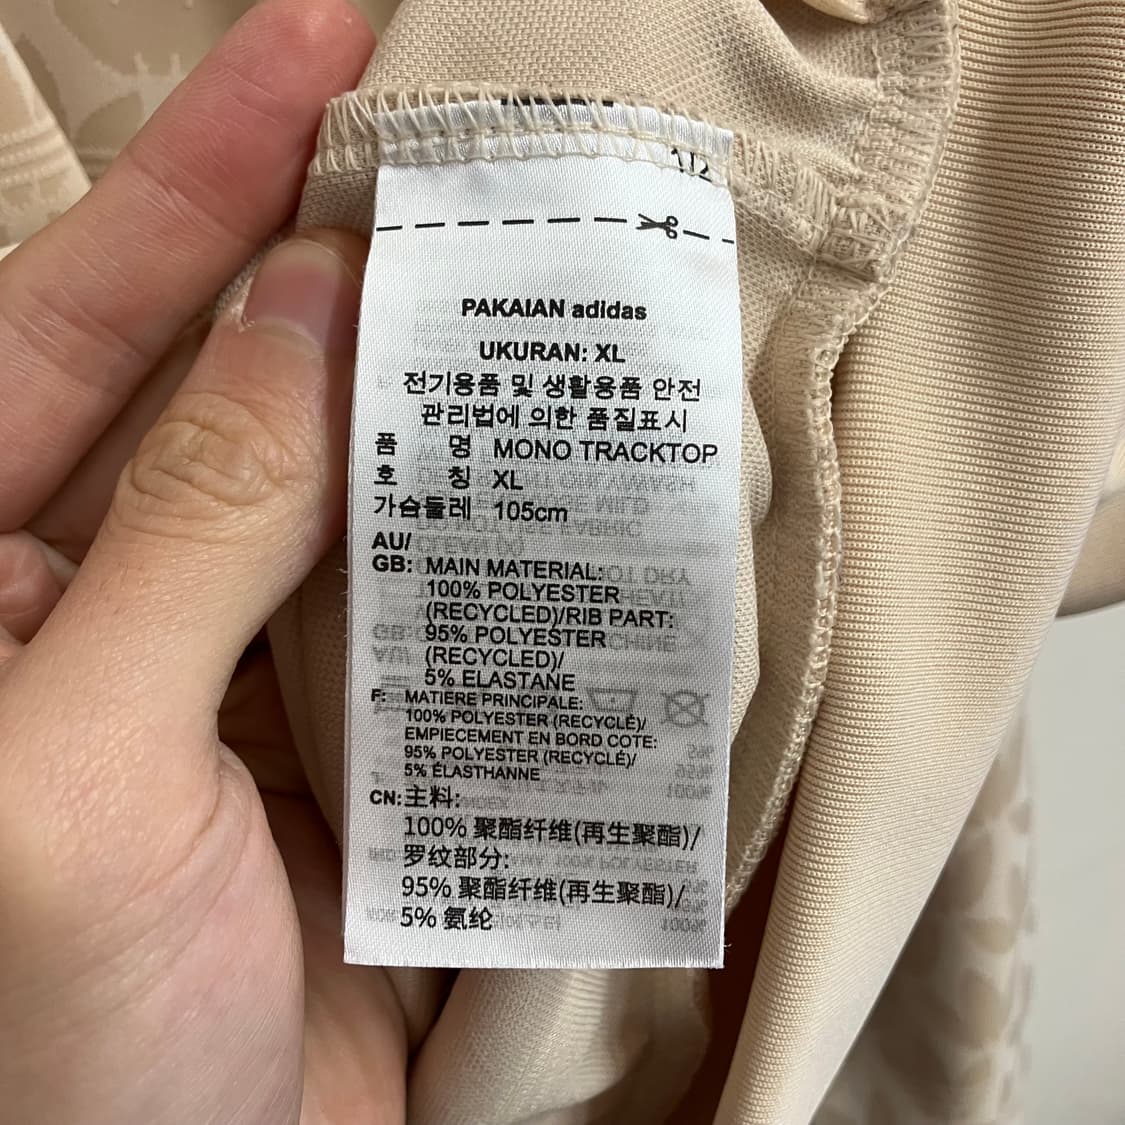 1/2
PAKAIAN adidas
UKURAN: XL
전기용품 및 생활용품 안전
관리법에 의한 품질표시
품 명 MONO TRACKTOP
호 칭 XL
가슴둘레 105cm
AU/
GB: MAIN MATERIAL:
100% POLYESTER
(RECYCLED)/RIB PART:
95% POLYESTER
(RECYCLED)/
5% ELASTANE
F: MATIERE PRINCIPALE:
100% POLYESTER (RECYCLÉ)/
EMPIECEMENT EN BORD COTE:
95% POLYESTER (RECYCLÉ)/
5% ÉLASTHANNE
CN: 主料:
100% 聚酯纤维(再生聚酯)/
罗纹部分:
95% 聚酯纤维(再生聚酯)/
5% 氨纶